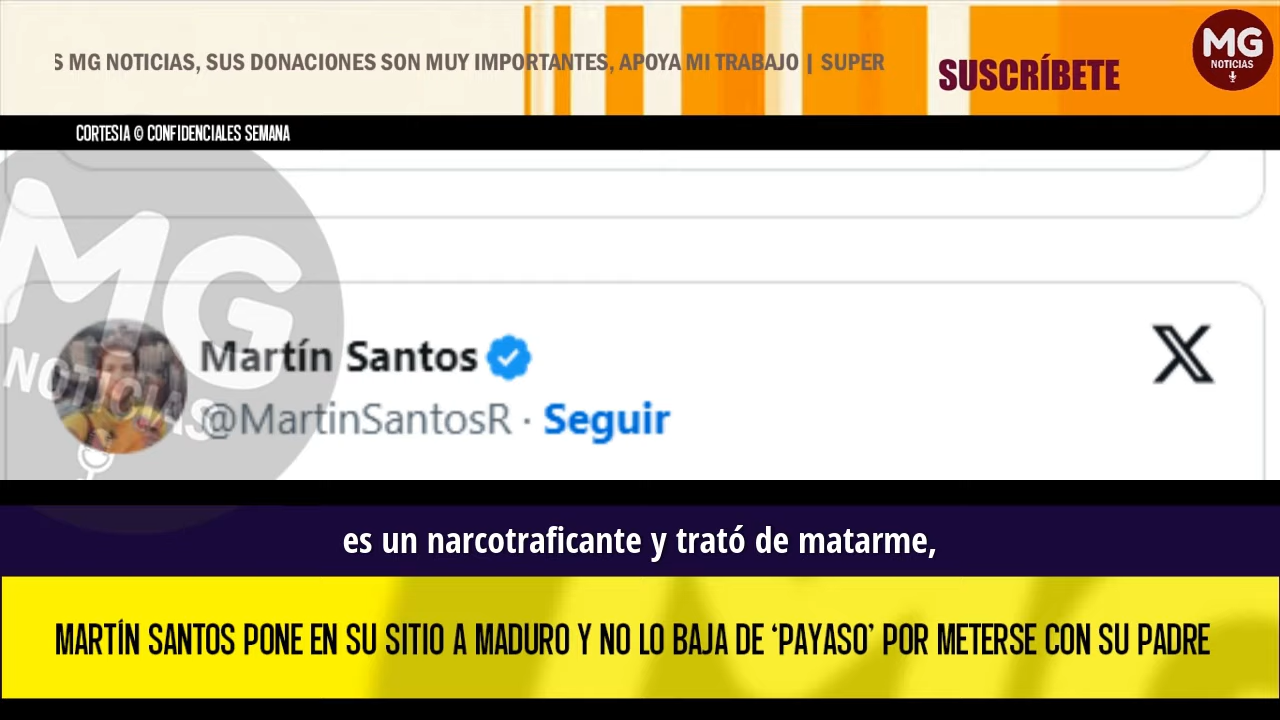 S MG NOTICIAS, SUS DONACIONES SON MUY IMPORTANTES, APOYA MI TRABAJO | SUPER
SUSCRÍBETE
MG
NOTICIAS
CORTESIA © CONFIDENCIALES SEMANA
MG
NOTICIAS
Martín Santos
@MartinSantosR · Seguir
X
es un narcotraficante y trató de matarme,
MARTÍN SANTOS PONE EN SU SITIO A MADURO Y NO LO BAJA DE ‘PAYASO’ POR METERSE CON SU PADRE